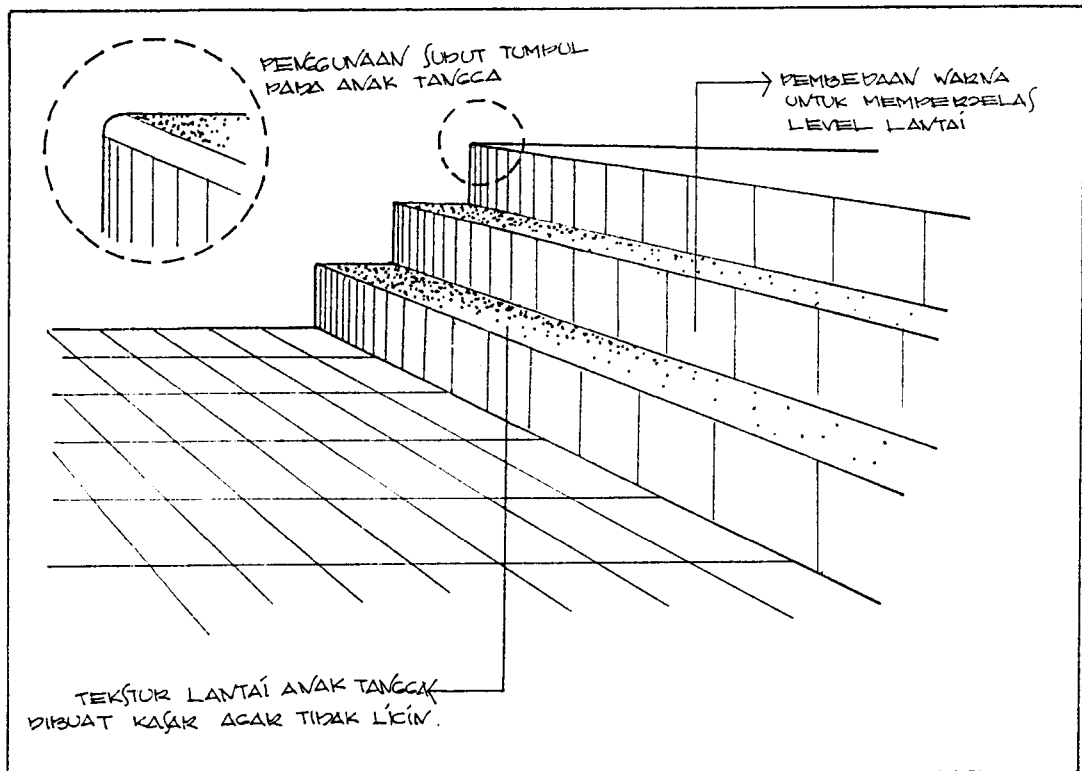 PENGGUNAAN SUDUT TUMPUL
PADA ANAK TANGGA
PEMBEDAAN WARNA
UNTUK MEMPERJELAS
LEVEL LANTAI
TEKSTUR LANTAI ANAK TANGGA
DIBUAT KASAR AGAR TIDAK LICIN.